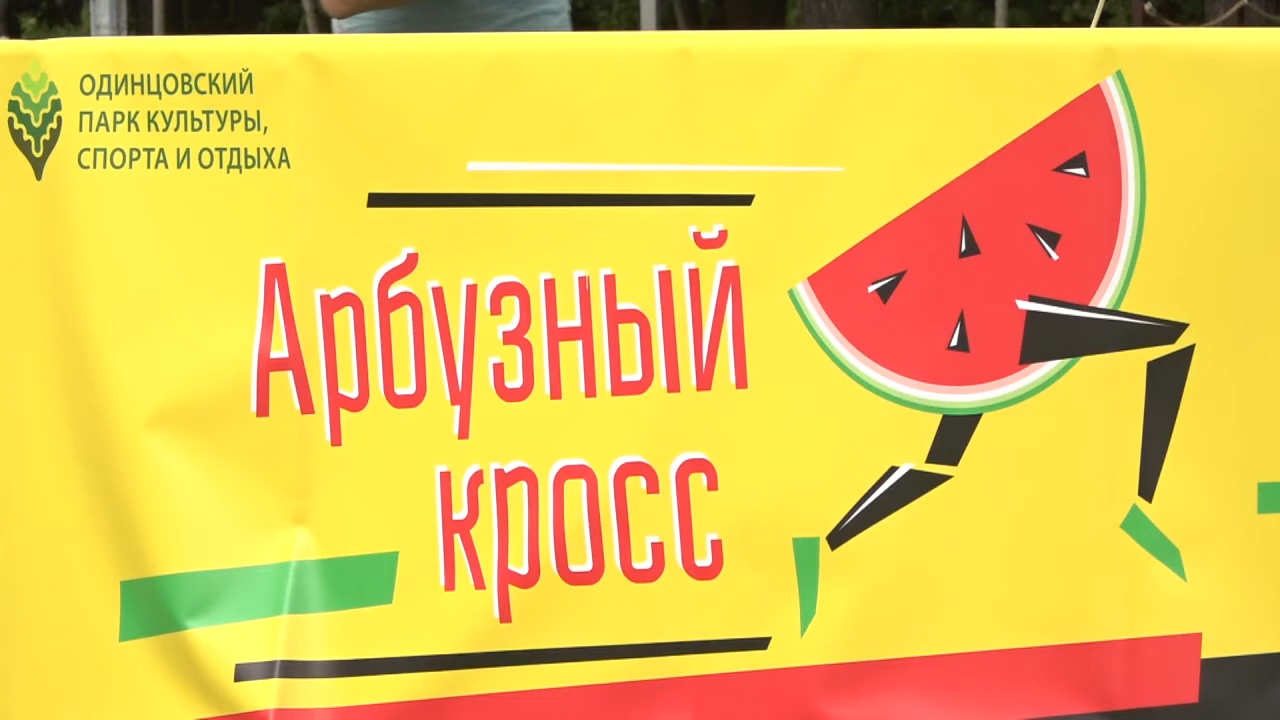 ОДИНЦОВСКИЙ
ПАРК КУЛЬТУРЫ,
СПОРТА И ОТДЫХА
Арбузный
кросс